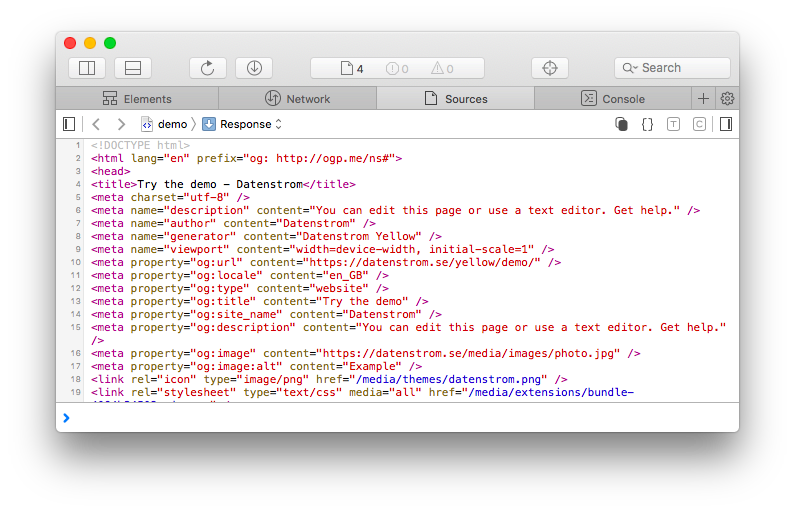 4 0 0 Search
Elements Network Sources Console
demo Response T C
1 <!DOCTYPE html>
2 <html lang="en" prefix="og: http://ogp.me/ns#">
3 <head>
4 <title>Try the demo - Datenstrom</title>
5 <meta charset="utf-8" />
6 <meta name="description" content="You can edit this page or use a text editor. Get help." />
7 <meta name="author" content="Datenstrom" />
8 <meta name="generator" content="Datenstrom Yellow" />
9 <meta name="viewport" content="width=device-width, initial-scale=1" />
10 <meta property="og:url" content="https://datenstrom.se/yellow/demo/" />
11 <meta property="og:locale" content="en_GB" />
12 <meta property="og:type" content="website" />
13 <meta property="og:title" content="Try the demo" />
14 <meta property="og:site_name" content="Datenstrom" />
15 <meta property="og:description" content="You can edit this page or use a text editor. Get help."
/>
16 <meta property="og:image" content="https://datenstrom.se/media/images/photo.jpg" />
17 <meta property="og:image:alt" content="Example" />
18 <link rel="icon" type="image/png" href="/media/themes/datenstrom.png" />
19 <link rel="stylesheet" type="text/css" media="all" href="/media/extensions/bundle-